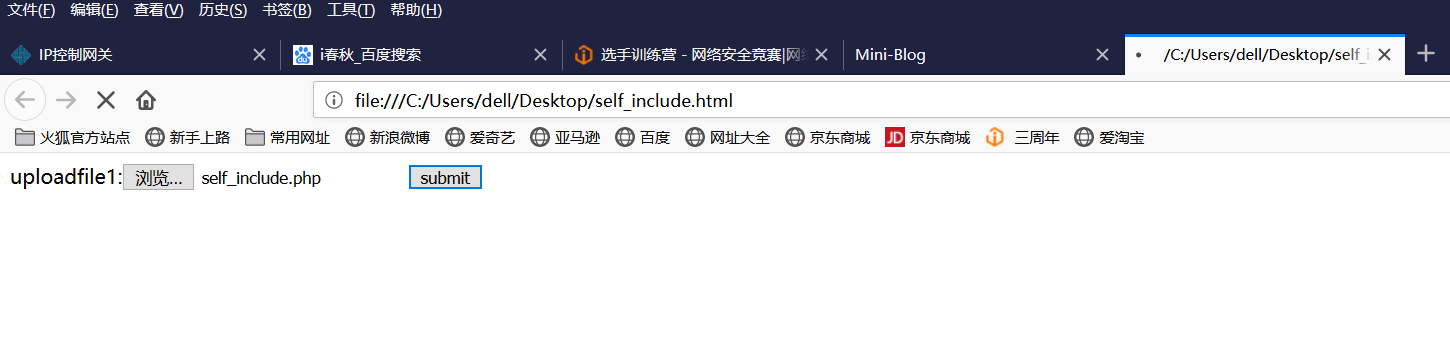 文件(F) 编辑(E) 查看(V) 历史(S) 书签(B) 工具(T) 帮助(H)
IP控制网关 i春秋_百度搜索 选手训练营 - 网络安全竞赛|网络 Mini-Blog /C:/Users/dell/Desktop/self_i
file:///C:/Users/dell/Desktop/self_include.html
火狐官方站点 新手上路 常用网址 新浪微博 爱奇艺 亚马逊 百度 网址大全 京东商城 JD 京东商城 三周年 爱淘宝
uploadfile1: 浏览... self_include.php submit